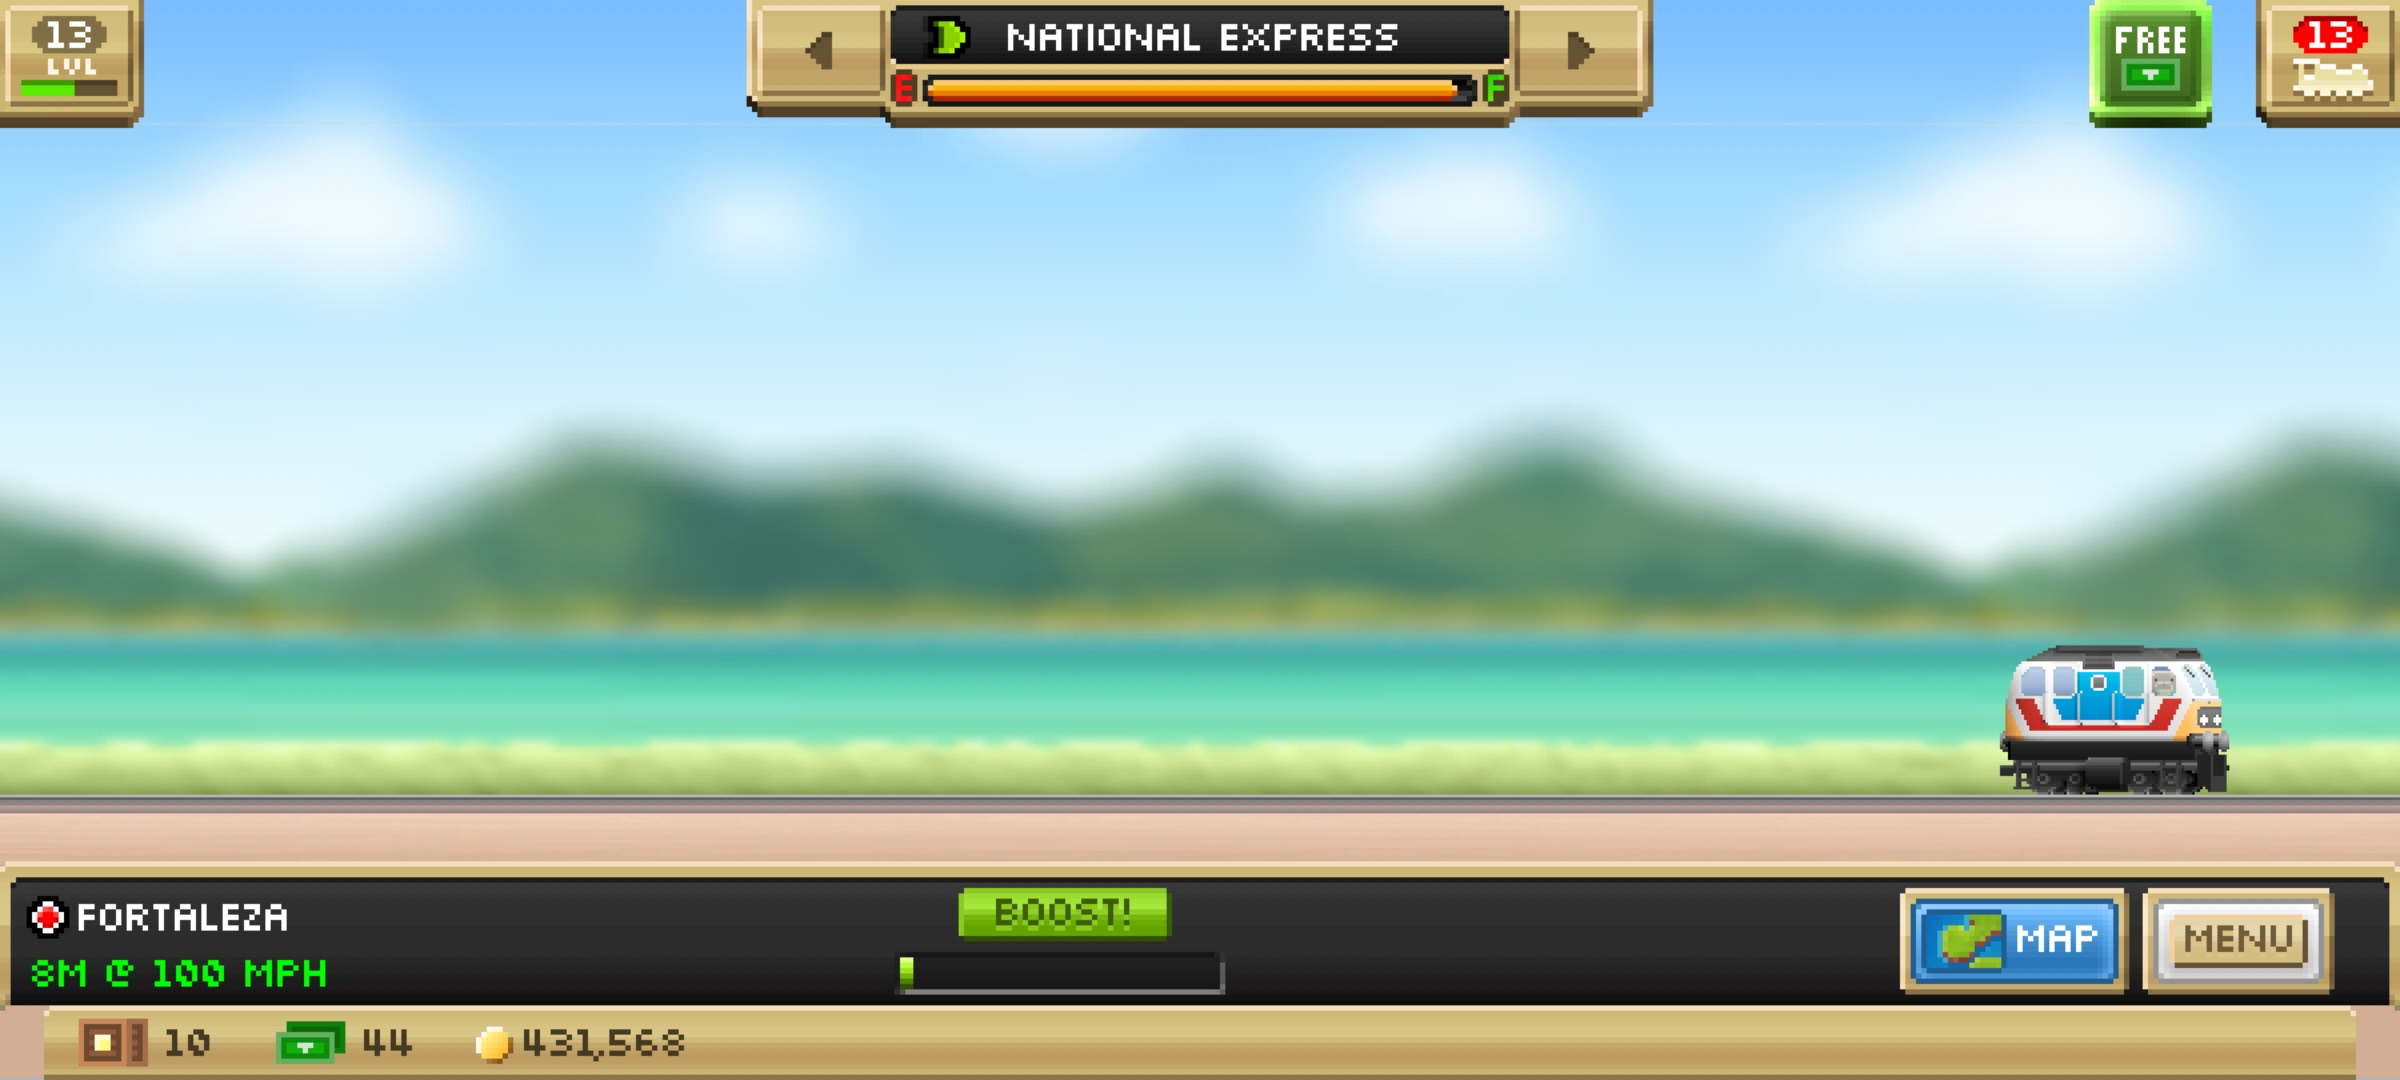 13
LVL
NATIONAL EXPRESS
E F
FREE
13
FORTALEZA
8M @ 100 MPH
BOOST!
MAP
MENU
10
44
431,568